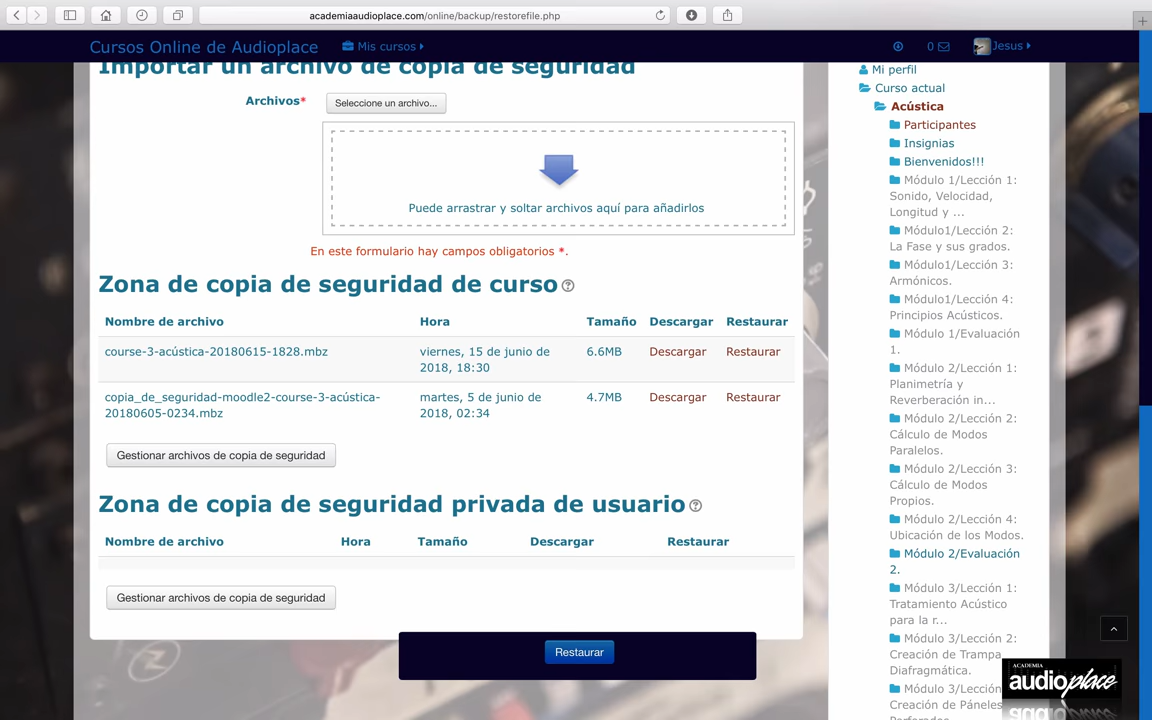 academiaaudioplace.com/online/backup/restorefile.php
Cursos Online de Audioplace
Mis cursos
0
Jesus
Importar un archivo de copia de seguridad
Archivos*
Seleccione un archivo...
Puede arrastrar y soltar archivos aquí para añadirlos
En este formulario hay campos obligatorios *.
Zona de copia de seguridad de curso
Nombre de archivo Hora Tamaño Descargar Restaurar
course-3-acústica-20180615-1828.mbz viernes, 15 de junio de 6.6MB Descargar Restaurar
2018, 18:30
copia_de_seguridad-moodle2-course-3-acústica- martes, 5 de junio de 4.7MB Descargar Restaurar
20180605-0234.mbz 2018, 02:34
Gestionar archivos de copia de seguridad
Zona de copia de seguridad privada de usuario
Nombre de archivo Hora Tamaño Descargar Restaurar
Gestionar archivos de copia de seguridad
Restaurar
Mi perfil
Curso actual
Acústica
Participantes
Insignias
Bienvenidos!!!
Módulo 1/Lección 1:
Sonido, Velocidad,
Longitud y ...
Módulo1/Lección 2:
La Fase y sus grados.
Módulo1/Lección 3:
Armónicos.
Módulo1/Lección 4:
Principios Acústicos.
Módulo 1/Evaluación
1.
Módulo 2/Lección 1:
Planimetría y
Reverberación in...
Módulo 2/Lección 2:
Cálculo de Modos
Paralelos.
Módulo 2/Lección 3:
Cálculo de Modos
Propios.
Módulo 2/Lección 4:
Ubicación de los Modos.
Módulo 2/Evaluación
2.
Módulo 3/Lección 1:
Tratamiento Acústico
para la r...
Módulo 3/Lección 2:
Creación de Trampa
Diafragmática.
Módulo 3/Lección
Creación de Páneles
ACADEMIA
audioplace